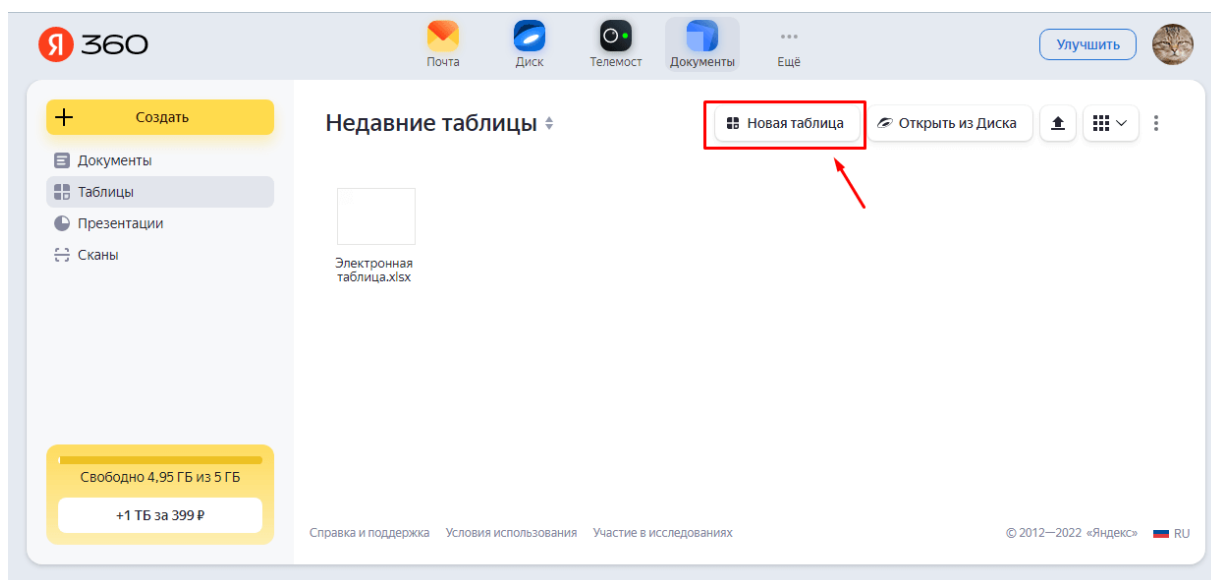 Я 360
Почта
Диск
Телемост
Документы
Ещё
Улучшить
Создать
Документы
Таблицы
Презентации
Сканы
Недавние таблицы
Новая таблица
Открыть из Диска
Электронная
таблица.xlsx
Свободно 4,95 ГБ из 5 ГБ
+1 ТБ за 399 ₽
Справка и поддержка
Условия использования
Участие в исследованиях
© 2012—2022 «Яндекс»
RU